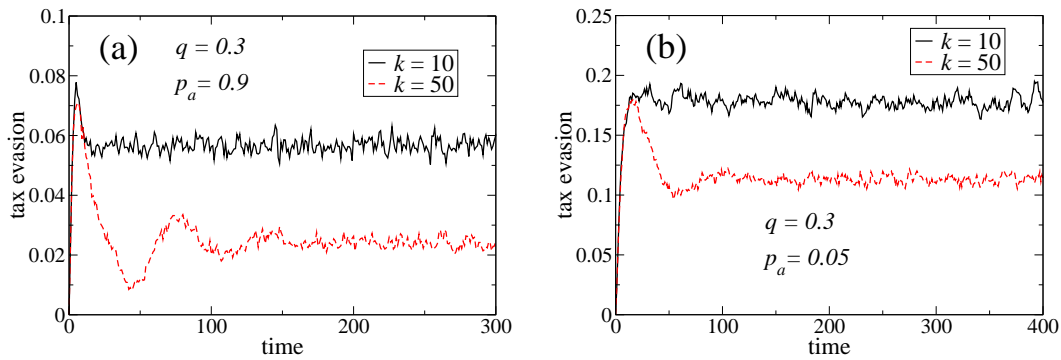 (a)
q = 0.3
p_a = 0.9
k = 10
k = 50
0.1
0.08
0.06
0.04
0.02
0
tax evasion
0 100 200 300
time
(b)
k = 10
k = 50
0.25
0.2
0.15
0.1
0.05
0
tax evasion
q = 0.3
p_a = 0.05
0 100 200 300 400
time